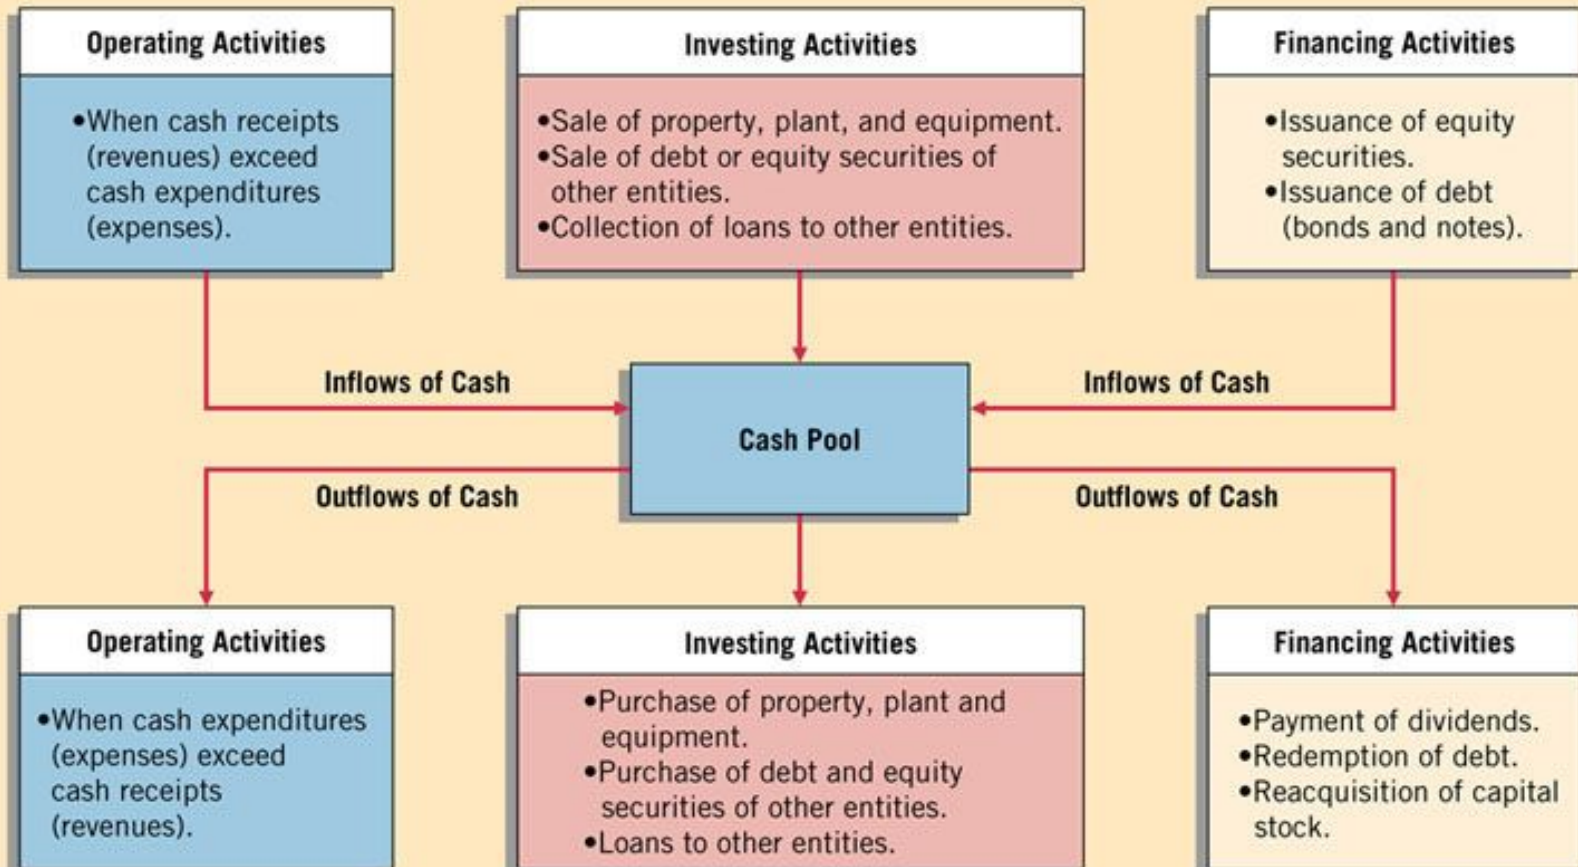 Operating Activities
•When cash receipts
(revenues) exceed
cash expenditures
(expenses).
Investing Activities
•Sale of property, plant, and equipment.
•Sale of debt or equity securities of
other entities.
•Collection of loans to other entities.
Financing Activities
•Issuance of equity
securities.
•Issuance of debt
(bonds and notes).
Inflows of Cash
Inflows of Cash
Cash Pool
Outflows of Cash
Outflows of Cash
Operating Activities
•When cash expenditures
(expenses) exceed
cash receipts
(revenues).
Investing Activities
•Purchase of property, plant and
equipment.
•Purchase of debt and equity
securities of other entities.
•Loans to other entities.
Financing Activities
•Payment of dividends.
•Redemption of debt.
•Reacquisition of capital
stock.